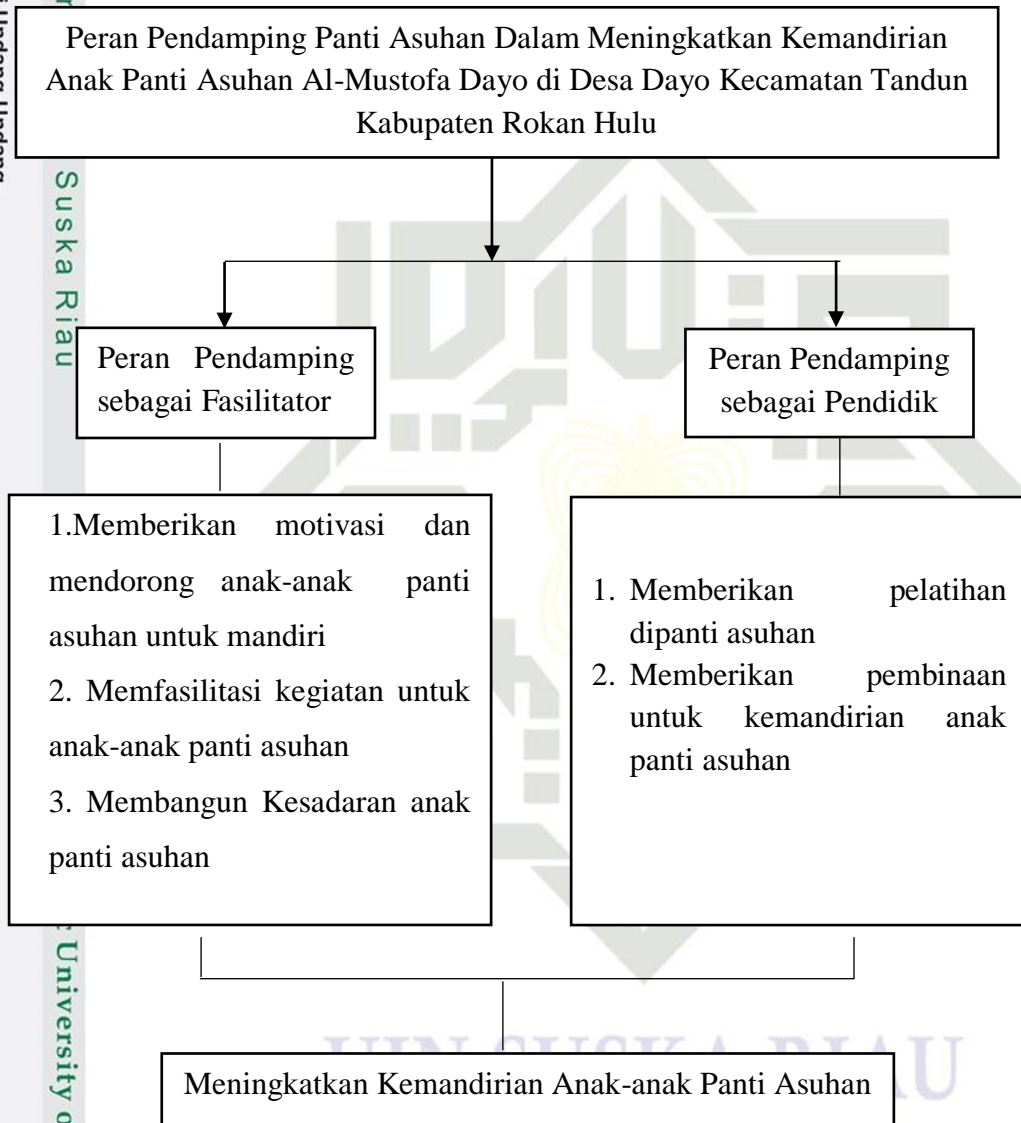 Peran Pendamping Panti Asuhan Dalam Meningkatkan Kemandirian
Anak Panti Asuhan Al-Mustofa Dayo di Desa Dayo Kecamatan Tandun
Kabupaten Rokan Hulu
Suska Riau
Peran Pendamping
sebagai Fasilitator
Peran Pendamping
sebagai Pendidik
1.Memberikan motivasi dan
mendorong anak-anak panti
asuhan untuk mandiri
2. Memfasilitasi kegiatan untuk
anak-anak panti asuhan
3. Membangun Kesadaran anak
panti asuhan
1. Memberikan pelatihan
dipanti asuhan
2. Memberikan pembinaan
untuk kemandirian anak
panti asuhan
University
UIN SUSKA RIAU
Meningkatkan Kemandirian Anak-anak Panti Asuhan